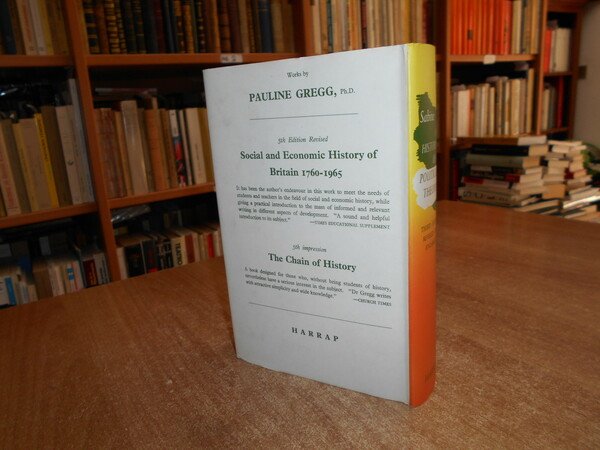 Works by
PAULINE GREGG, Ph.D.
5th Edition Revised
Social and Economic History of
Britain 1760-1965
It has been the author's endeavour in this work to meet the needs of
students and teachers in the field of social and economic history, while
giving a practical introduction to the mass of informed and relevant
writing in different aspects of development. "A sound and helpful
introduction to its subject." —TIMES EDUCATIONAL SUPPLEMENT
5th impression
The Chain of History
A book designed for those who, without being students of history,
nevertheless have a serious interest in the subject. "Dr Gregg writes
with attractive simplicity and wide knowledge." —CHURCH TIMES
HARRAP
Sabine
HISTORY
POLITICAL
THEORY
THIRD